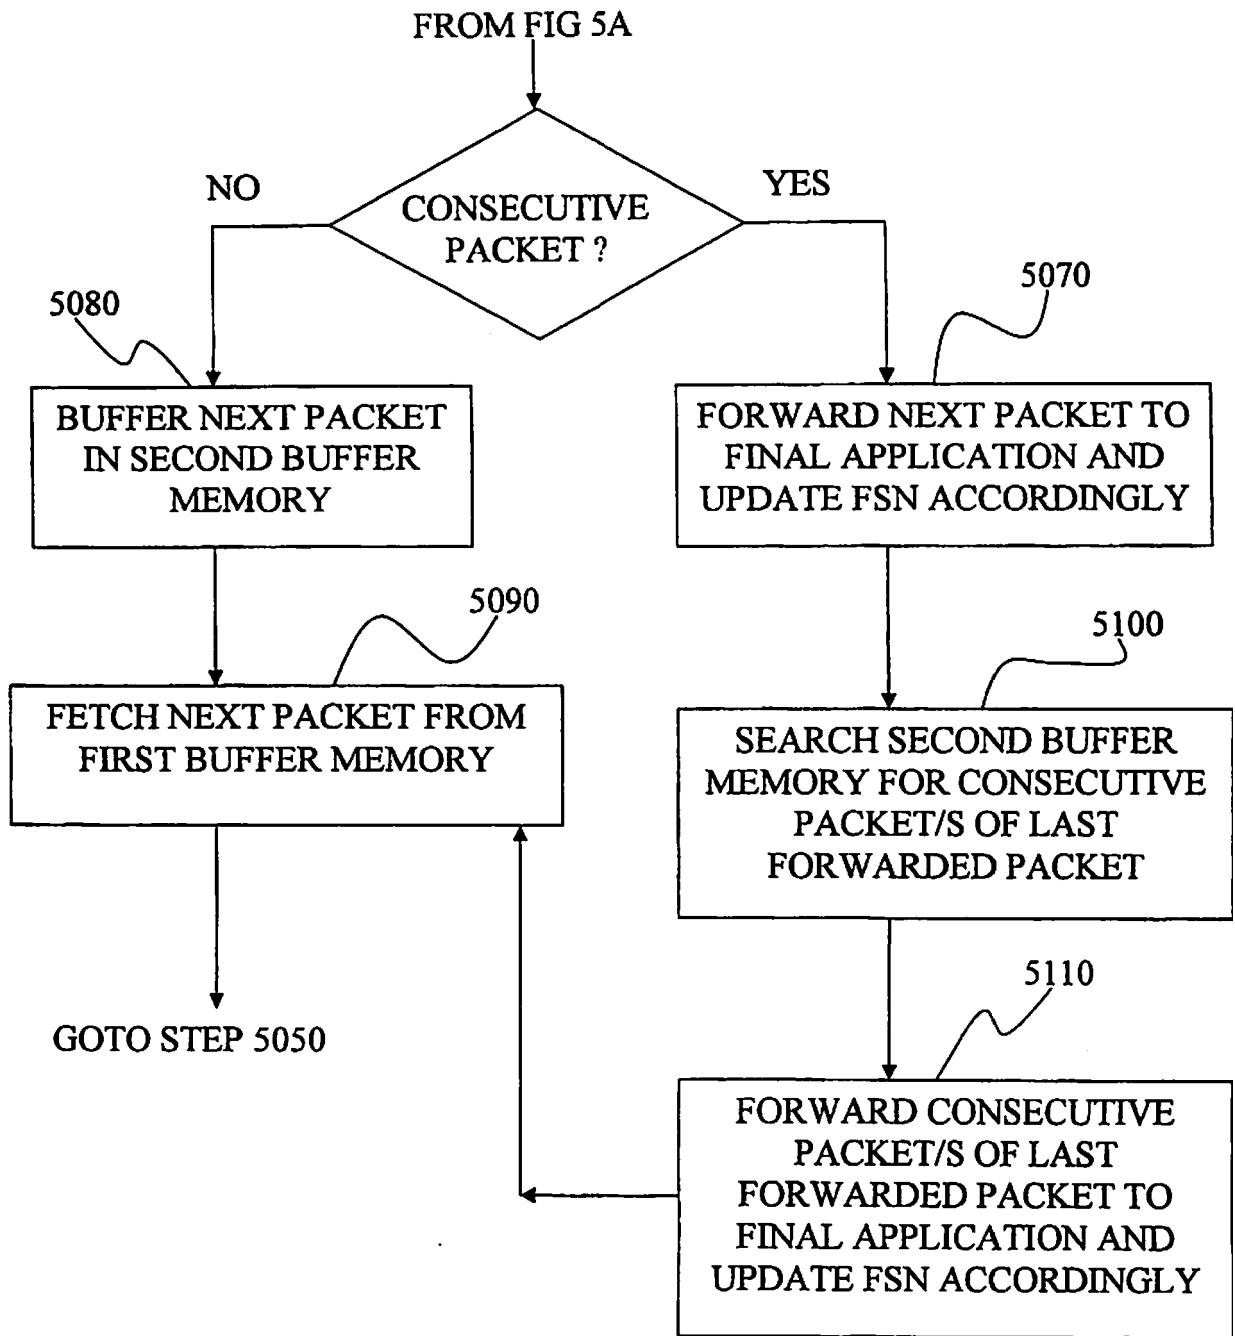 FROM FIG 5A
NO
YES
CONSECUTIVE
PACKET ?
5080
5070
BUFFER NEXT PACKET
IN SECOND BUFFER
MEMORY
FORWARD NEXT PACKET TO
FINAL APPLICATION AND
UPDATE FSN ACCORDINGLY
5090
5100
FETCH NEXT PACKET FROM
FIRST BUFFER MEMORY
SEARCH SECOND BUFFER
MEMORY FOR CONSECUTIVE
PACKET/S OF LAST
FORWARDED PACKET
5110
GOTO STEP 5050
FORWARD CONSECUTIVE
PACKET/S OF LAST
FORWARDED PACKET TO
FINAL APPLICATION AND
UPDATE FSN ACCORDINGLY